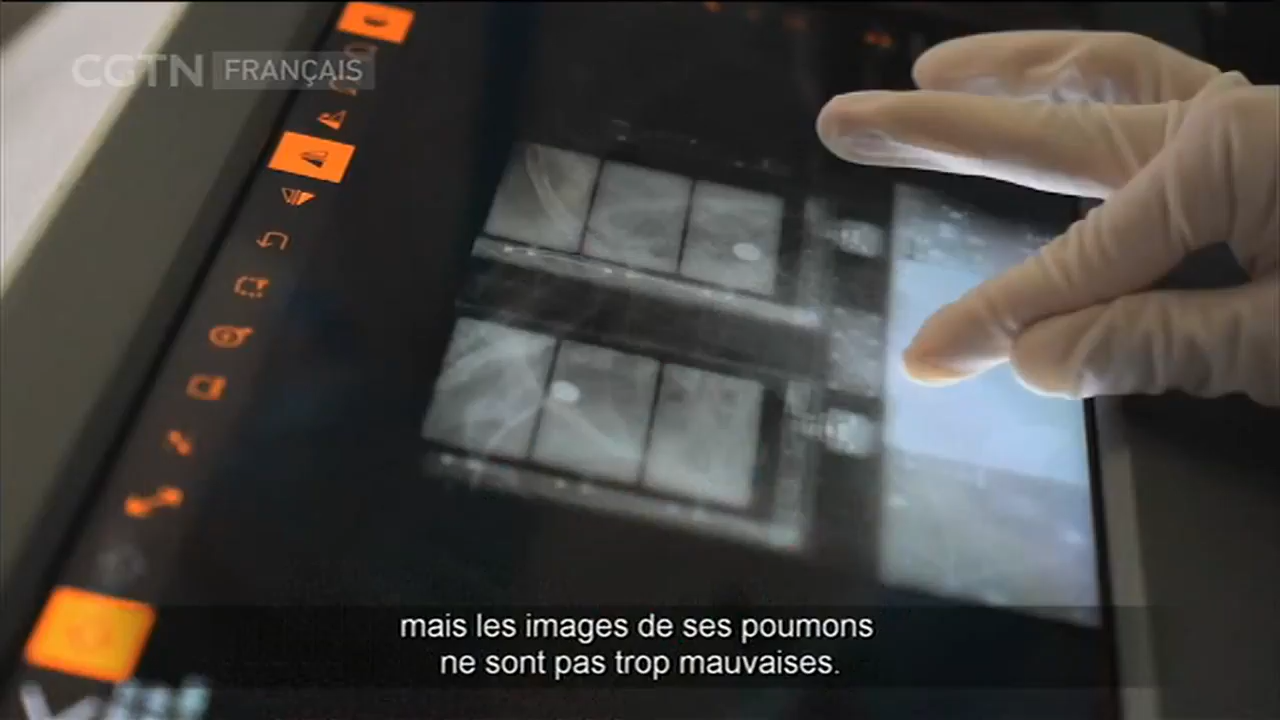 CGTN FRANÇAIS
mais les images de ses poumons
ne sont pas trop mauvaises.